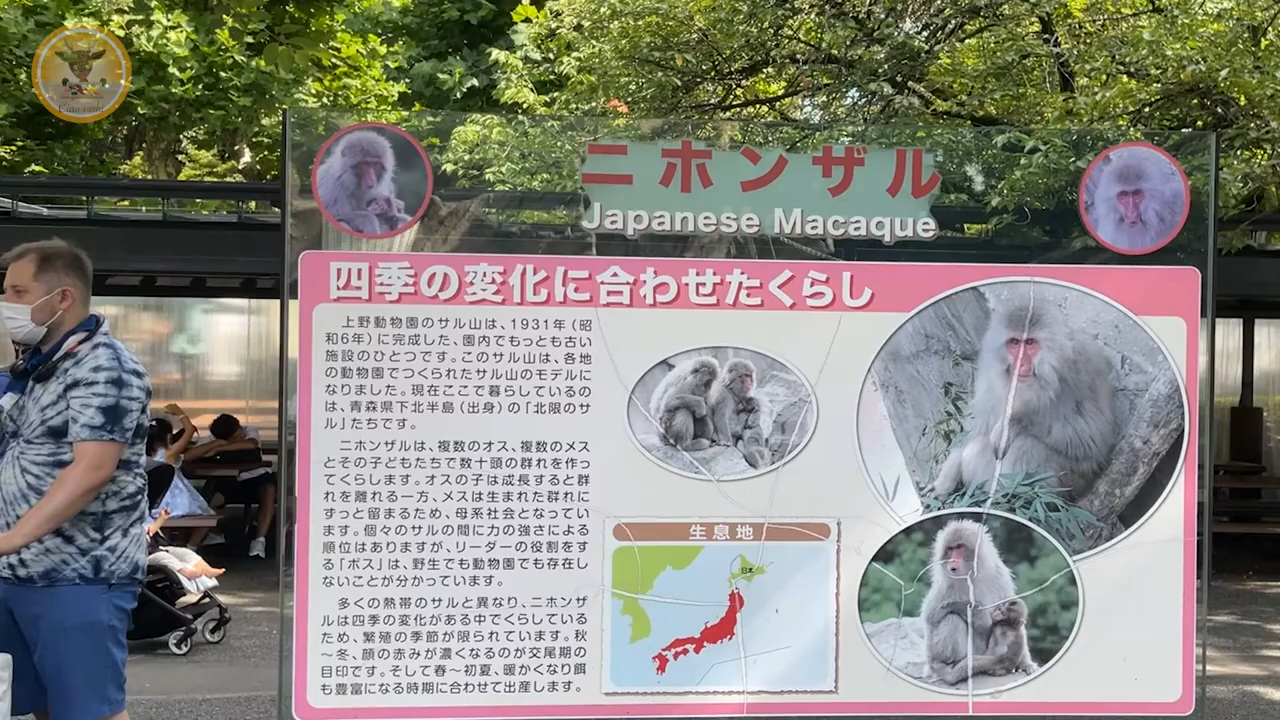 ニホンザル
Japanese Macaque
四季の変化に合わせたくらし
上野動物園のサル山は、1931年（昭
和6年）に完成した、園内でもっとも古い
施設のひとつです。このサル山は、各地
の動物園でつくられたサル山のモデルに
なりました。現在ここで暮らしているの
は、青森県下北半島（出身）の「北限のサ
ル」たちです。
ニホンザルは、複数のオス、複数のメス
とその子どもたちで数十頭の群れを作っ
てくらします。オスの子は成長すると群
れを離れる一方、メスは生まれた群れに
ずっと留まるため、母系社会となってい
ます。個々のサルの間に力の強さによる
順位はありますが、リーダーの役割をす
る「ボス」は、野生でも動物園でも存在し
ないことが分かっています。
多くの熱帯のサルと異なり、ニホンザ
ルは四季の変化がある中でくらしている
ため、繁殖の季節が限られています。秋
～冬、顔の赤みが濃くなるのが交尾期の
目印です。そして春～初夏、暖かくなり餌
も豊富になる時期に合わせて出産します。
生息地
日本